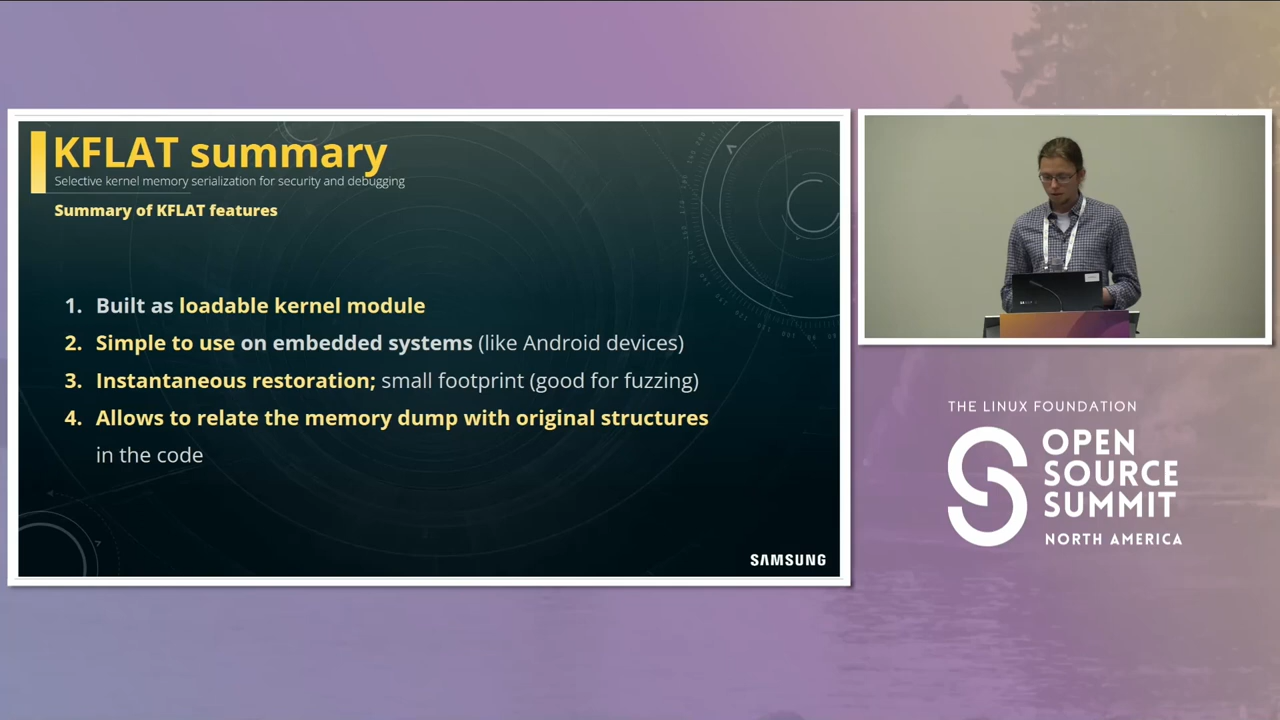 KFLAT summary
Selective kernel memory serialization for security and debugging
Summary of KFLAT features
1. Built as loadable kernel module
2. Simple to use on embedded systems (like Android devices)
3. Instantaneous restoration; small footprint (good for fuzzing)
4. Allows to relate the memory dump with original structures
in the code
SAMSUNG
THE LINUX FOUNDATION
OPEN
SOURCE
SUMMIT
NORTH AMERICA